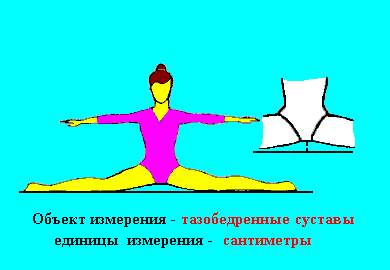 Объект измерения - тазобедренные суставы
единицы измерения - сантиметры